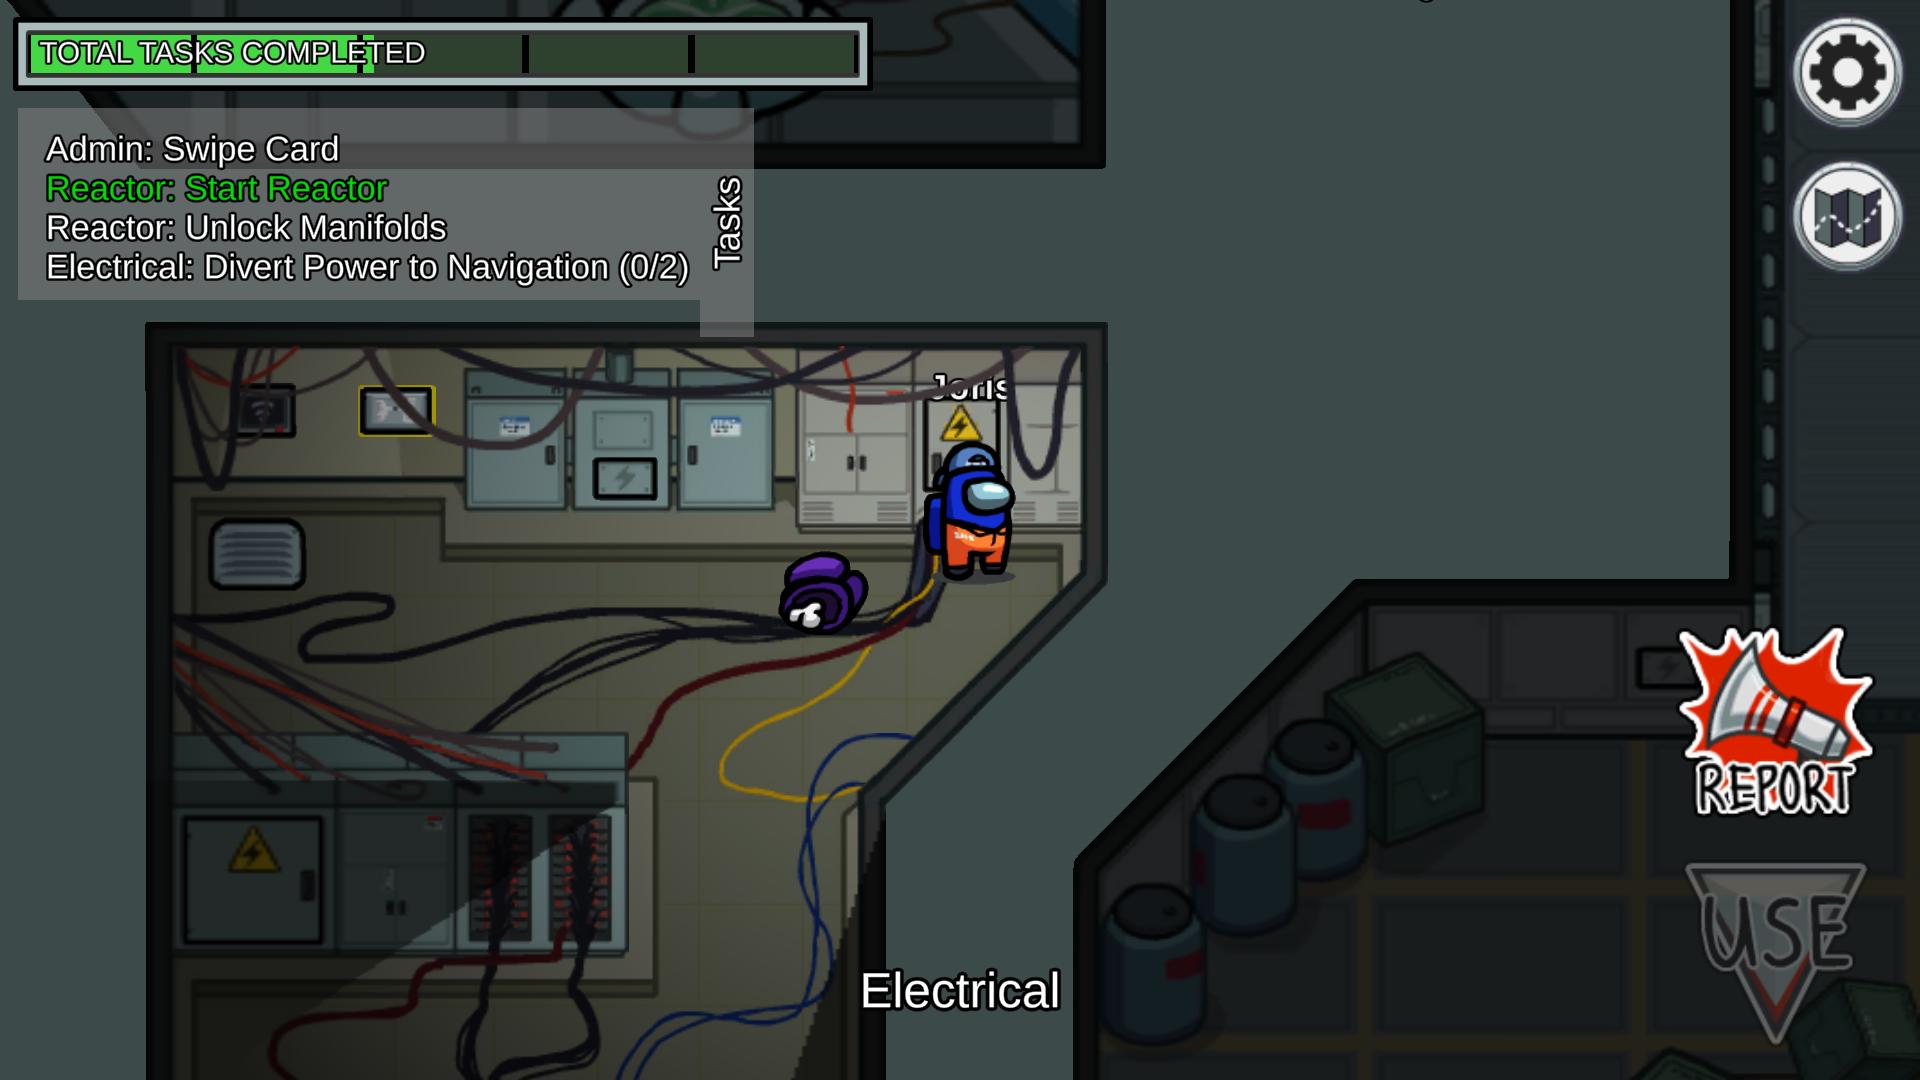 TOTAL TASKS COMPLETED
Admin: Swipe Card
Reactor: Start Reactor
Reactor: Unlock Manifolds
Electrical: Divert Power to Navigation (0/2)
Tasks
Joris
REPORT
USE
Electrical